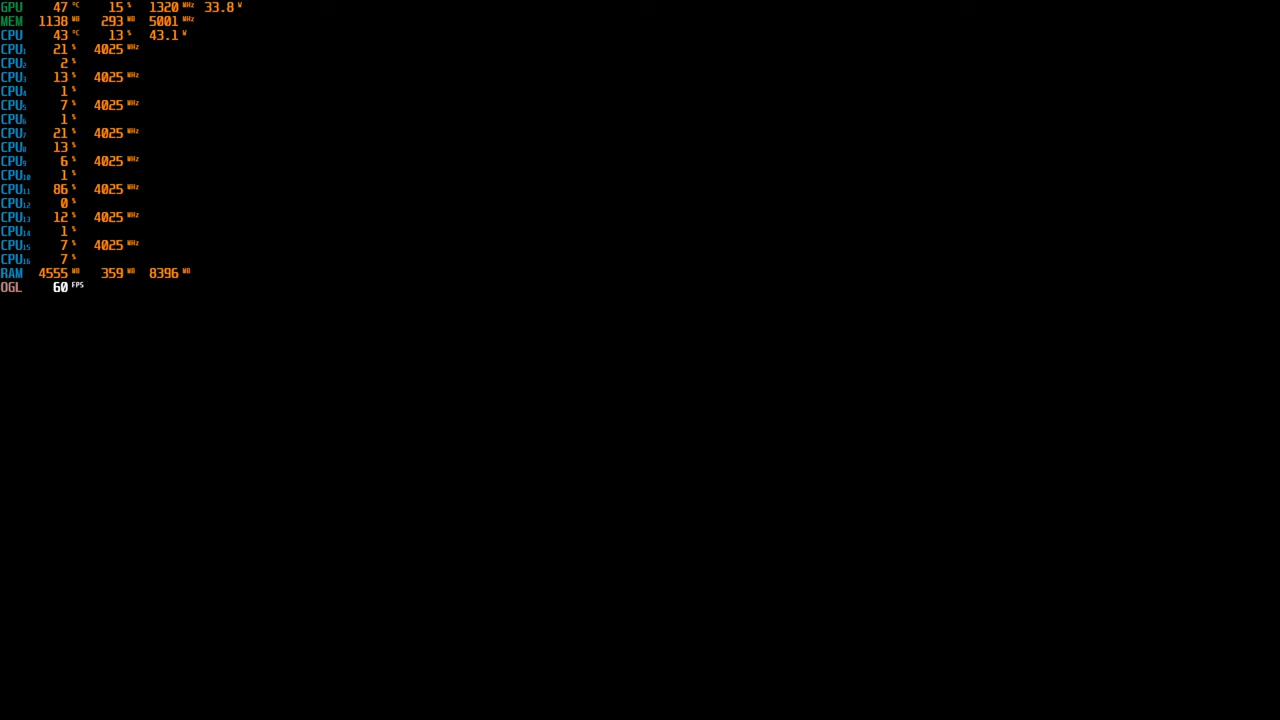 GPU 47 °C 15 % 1320 MHz 33.8 W
MEM 1138 MB 293 MB 5001 MHz
CPU 43 °C 13 % 43.1 W
CPU1 21 % 4025 MHz
CPU2 2 %
CPU3 13 % 4025 MHz
CPU4 1 %
CPU5 7 % 4025 MHz
CPU6 1 %
CPU7 21 % 4025 MHz
CPU8 13 %
CPU9 6 % 4025 MHz
CPU10 1 %
CPU11 86 % 4025 MHz
CPU12 0 %
CPU13 12 % 4025 MHz
CPU14 1 %
CPU15 7 % 4025 MHz
CPU16 7 %
RAM 4555 MB 359 MB 8396 MB
OGL 60 FPS